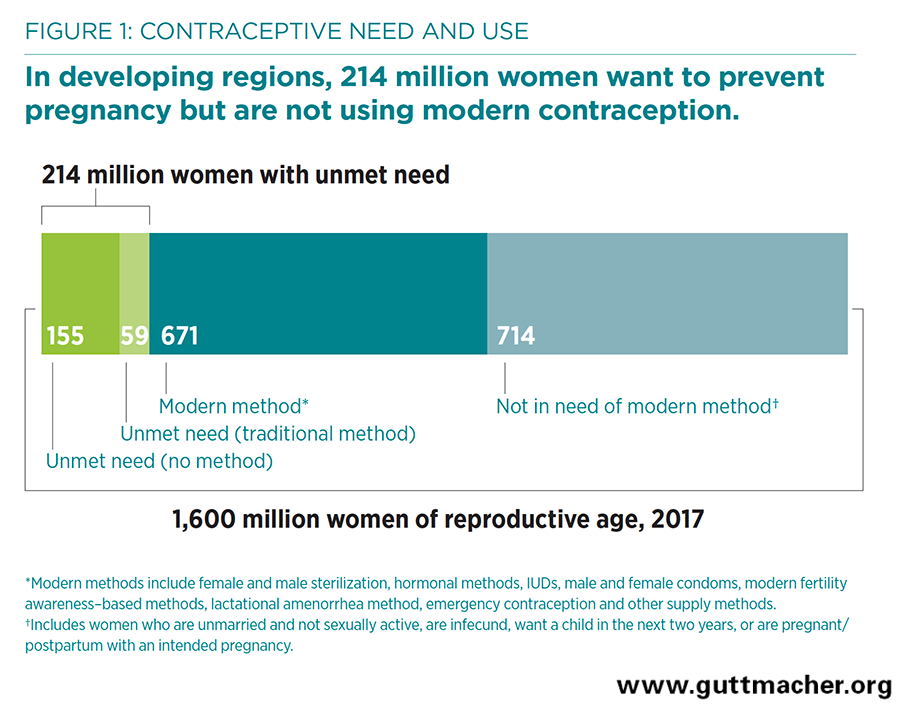 FIGURE 1: CONTRACEPTIVE NEED AND USE
In developing regions, 214 million women want to prevent
pregnancy but are not using modern contraception.
214 million women with unmet need
155 59 671 714
Modern method*
Not in need of modern method†
Unmet need (traditional method)
Unmet need (no method)
1,600 million women of reproductive age, 2017
*Modern methods include female and male sterilization, hormonal methods, IUDs, male and female condoms, modern fertility
awareness–based methods, lactational amenorrhea method, emergency contraception and other supply methods.
†Includes women who are unmarried and not sexually active, are infecund, want a child in the next two years, or are pregnant/
postpartum with an intended pregnancy.
www.guttmacher.org